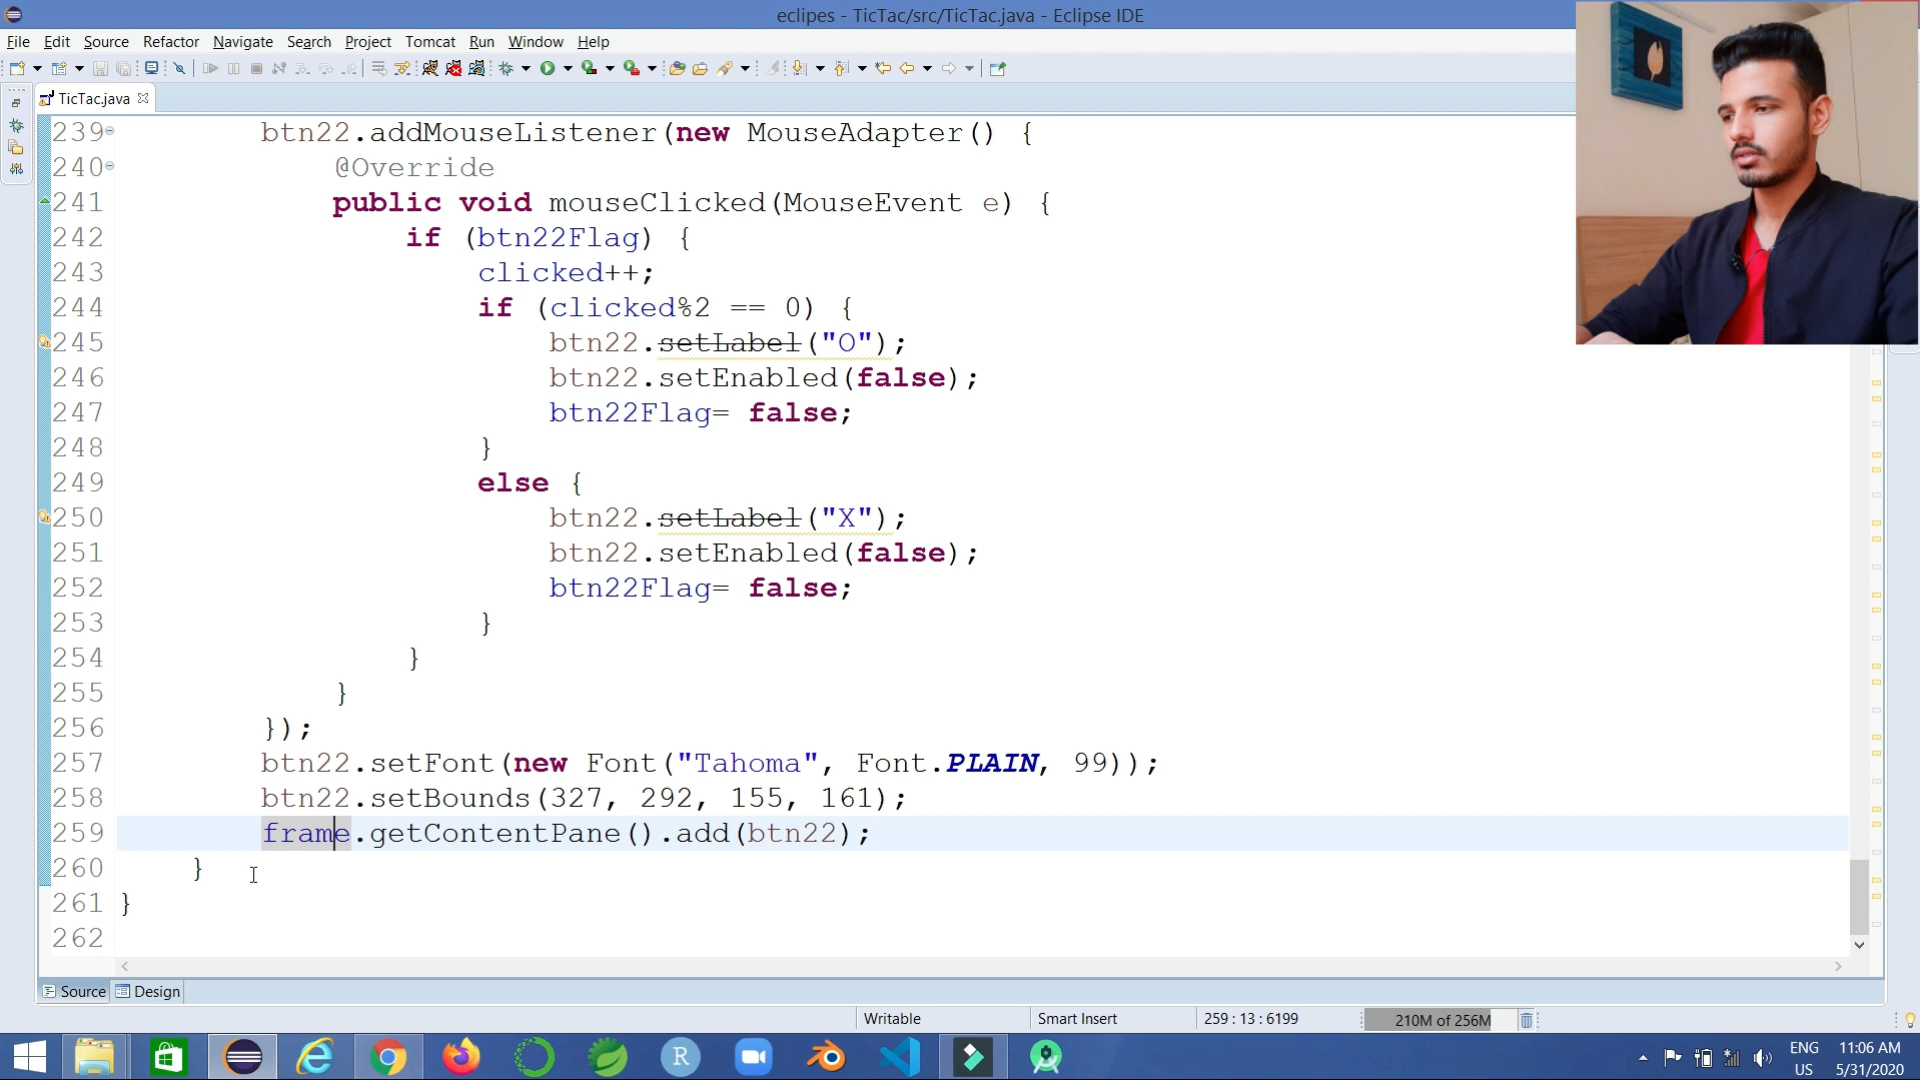 eclipes - TicTac/src/TicTac.java - Eclipse IDE
File Edit Source Refactor Navigate Search Project Tomcat Run Window Help
TicTac.java
239 btn22.addMouseListener(new MouseAdapter() {
240 @Override
241 public void mouseClicked(MouseEvent e) {
242 if (btn22Flag) {
243 clicked++;
244 if (clicked%2 == 0) {
245 btn22.setLabel("O");
246 btn22.setEnabled(false);
247 btn22Flag= false;
248 }
249 else {
250 btn22.setLabel("X");
251 btn22.setEnabled(false);
252 btn22Flag= false;
253 }
254 }
255 }
256 });
257 btn22.setFont(new Font("Tahoma", Font.PLAIN, 99));
258 btn22.setBounds(327, 292, 155, 161);
259 frame.getContentPane().add(btn22);
260 }
261 }
262
Source Design
Writable Smart Insert 259 : 13 : 6199 210M of 256M
R
ENG 11:06 AM
US 5/31/2020